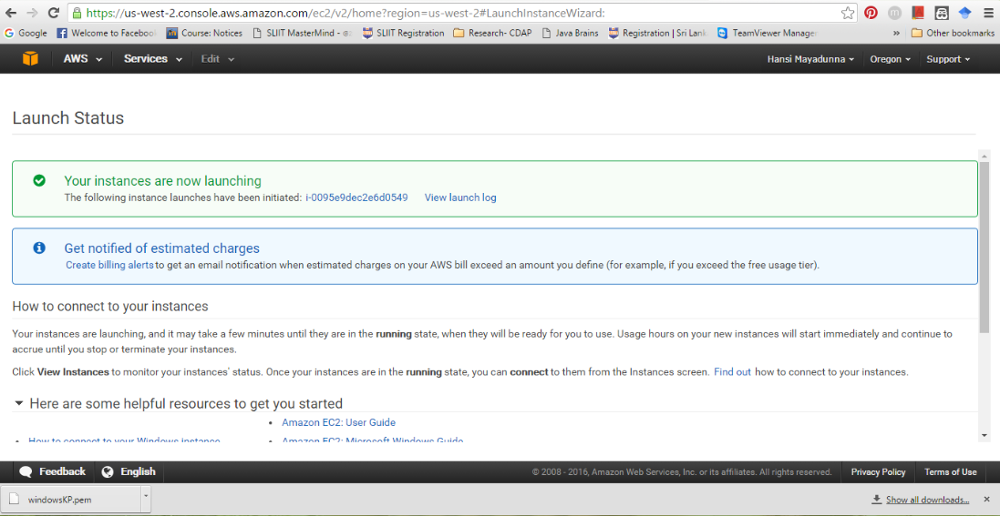 https://us-west-2.console.aws.amazon.com/ec2/v2/home?region=us-west-2#LaunchInstanceWizard:
Google Welcome to Facebook Course: Notices SLIIT MasterMind - SLIIT Registration Research- CDAP Java Brains Registration | Sri Lank TeamViewer Manage » Other bookmarks
AWS Services Edit Hansi Mayadunna Oregon Support
Launch Status
Your instances are now launching
The following instance launches have been initiated: i-0095e9dec2e6d0549 View launch log
Get notified of estimated charges
Create billing alerts to get an email notification when estimated charges on your AWS bill exceed an amount you define (for example, if you exceed the free usage tier).
How to connect to your instances
Your instances are launching, and it may take a few minutes until they are in the running state, when they will be ready for you to use. Usage hours on your new instances will start immediately and continue to
accrue until you stop or terminate your instances.
Click View Instances to monitor your instances' status. Once your instances are in the running state, you can connect to them from the Instances screen. Find out how to connect to your instances.
Here are some helpful resources to get you started
• Amazon EC2: User Guide
• How to connect to your Windows instance • Amazon EC2: Microsoft Windows Guide
Feedback English © 2008 - 2016, Amazon Web Services, Inc. or its affiliates. All rights reserved. Privacy Policy Terms of Use
windowsKP.pem Show all downloads...